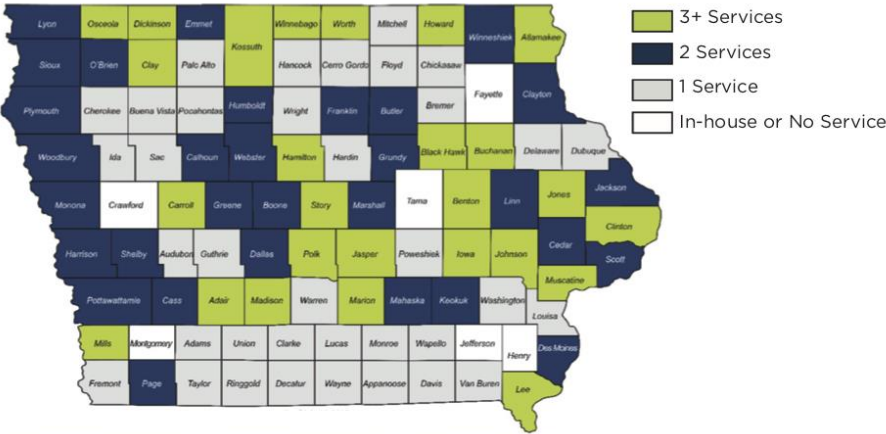 Lyon Osceola Dickinson Emmet Winnebago Worth Mitchell Howard Winneshiek Allamakee
Kossuth
Sioux O'Brien Clay Palo Alto Hancock Cerro Gordo Floyd Chickasaw
Fayette Clayton
Plymouth Cherokee Buena Vista Pocahontas Humboldt Wright Franklin Butler Bremer
Woodbury Ida Sac Calhoun Webster Hamilton Hardin Grundy Black Hawk Buchanan Delaware Dubuque
Monona Crawford Carroll Greene Boone Story Marshall Tama Benton Linn Jones Jackson
Clinton
Harrison Shelby Audubon Guthrie Dallas Polk Jasper Poweshiek Iowa Johnson Cedar Scott
Muscatine
Pottawattamie Cass Adair Madison Warren Marion Mahaska Keokuk Washington
Louisa
Mills Montgomery Adams Union Clarke Lucas Monroe Wapello Jefferson Henry Des Moines
Fremont Page Taylor Ringgold Decatur Wayne Appanoose Davis Van Buren Lee
3+ Services
2 Services
1 Service
In-house or No Service